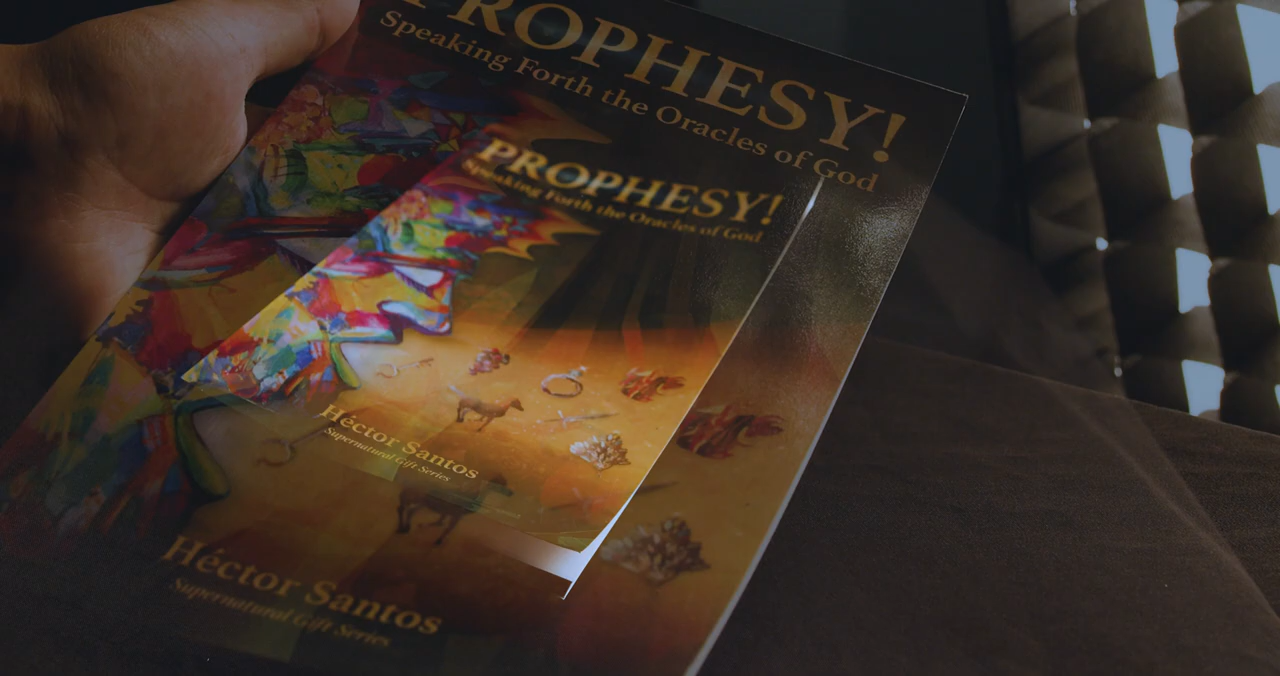 PROPHESY!
Speaking Forth the Oracles of God
PROPHESY!
Speaking Forth the Oracles of God
Héctor Santos
Supernatural Gift Series
Héctor Santos
Supernatural Gift Series